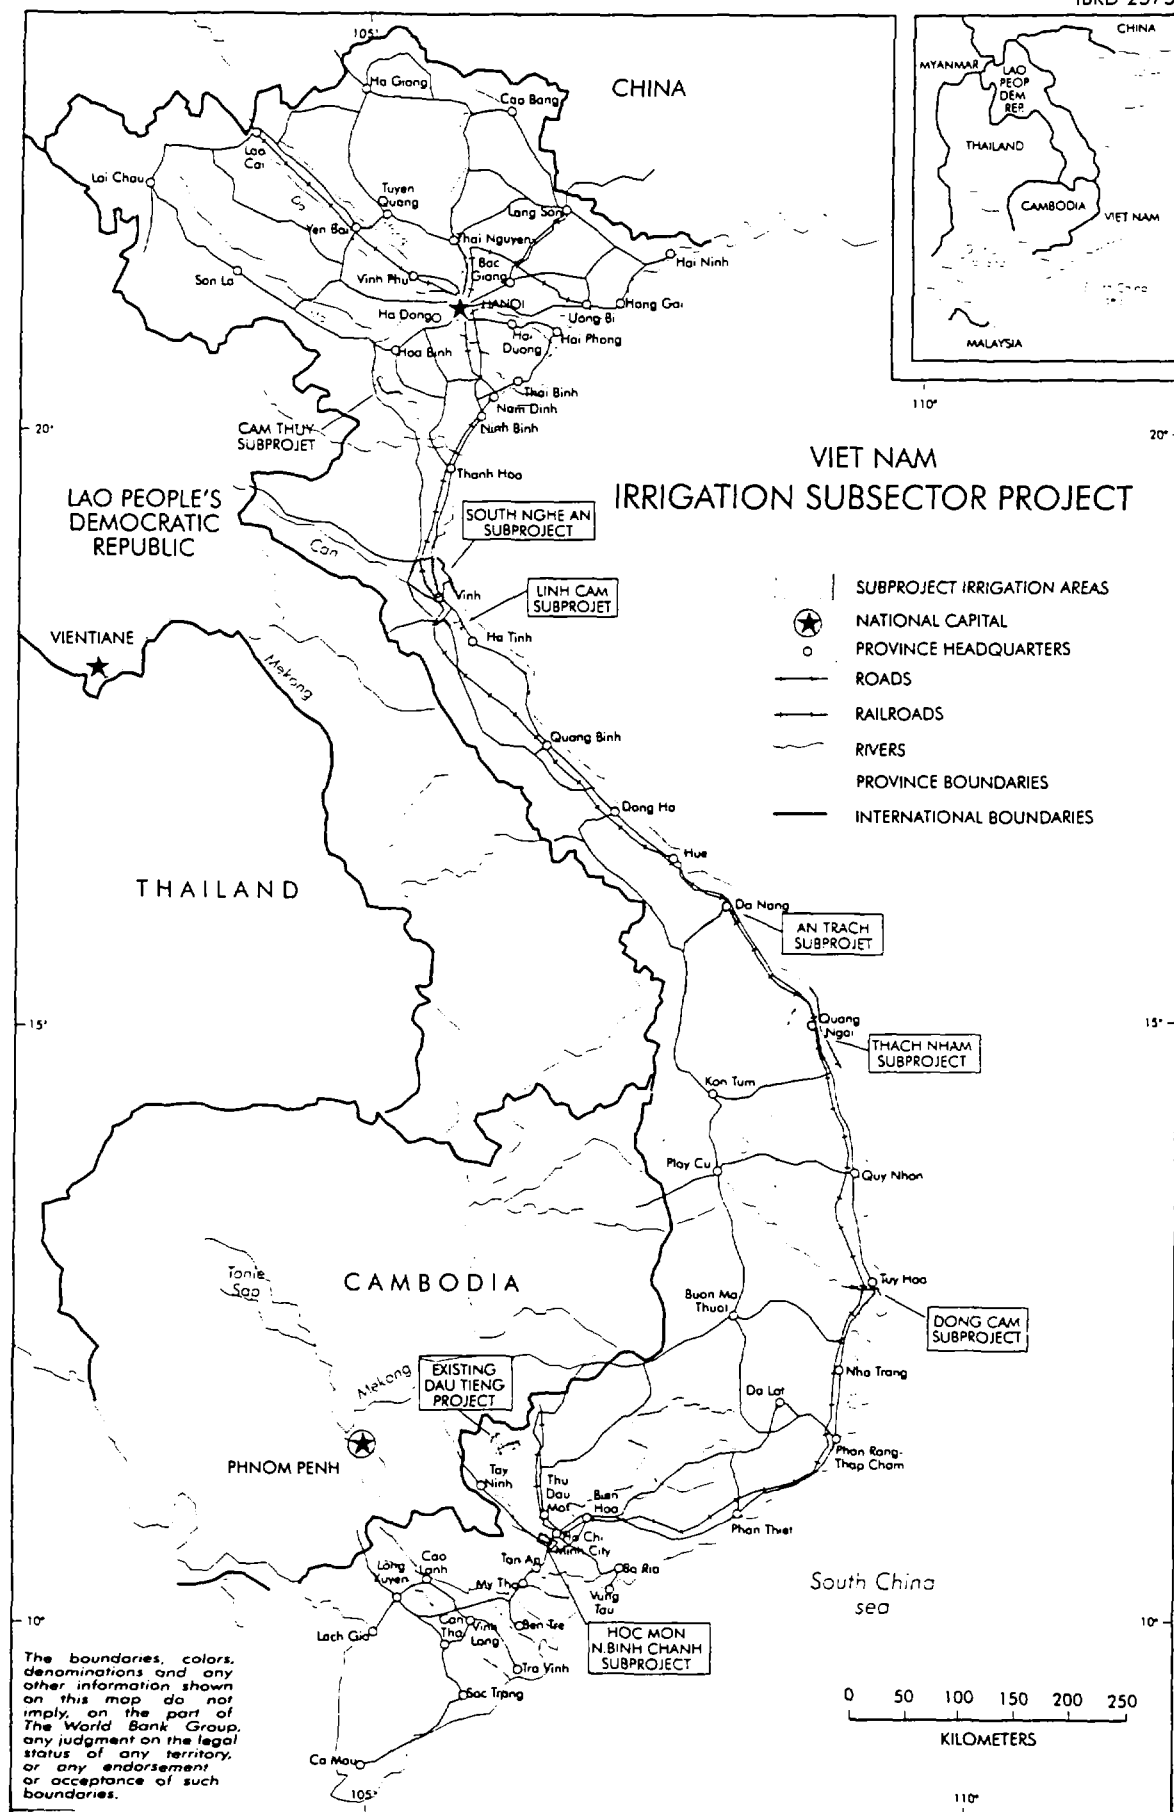 105°
CHINA
Ha Giang
Cao Bang
Lao
Cai
Lai Chau
Tuyen
Quang
Lang Son
Yen Bai
Thai Nguyen
Bac
Giang
Hai Ninh
Son La
Vinh Phu
HANOI
Hong Gai
Uong Bi
Ha Dong
Hai
Duong
Hai Phong
Hoa Binh
Thai Binh
Nam Dinh
Ninh Binh
CAM THUY
SUBPROJET
20°
Thanh Hoa
LAO PEOPLE'S
DEMOCRATIC
REPUBLIC
SOUTH NGHE AN
SUBPROJECT
Can
Vinh
LINH CAM
SUBPROJET
Ha Tinh
VIENTIANE
Mekong
Quang Binh
Dong Ha
Hue
THAILAND
Da Nang
AN TRACH
SUBPROJET
15°
Quang
Ngai
THACH NHAM
SUBPROJECT
15°
Kon Tum
Play Cu
Quy Nhon
Tonle
Sap
CAMBODIA
Tuy Hoa
Buon Ma
Thuot
DONG CAM
SUBPROJECT
EXISTING
DAU TIENG
PROJECT
Mekong
Nha Trang
Da Lat
PHNOM PENH
Phan Rang-
Thap Cham
Tay
Ninh
Thu
Dau
Mot
Bien
Hoa
Phan Thiet
Ho Chi
Minh City
Tan An
Ba Ria
Cao
Lanh
Long
Xuyen
My Tho
Vung
Tau
South China
sea
10°
Lach Gia
Can
Tho
Vinh
Long
Ben Tre
HOC MON
N.BINH CHANH
SUBPROJECT
10°
Tra Vinh
Soc Trang
Ca Mau
105°
110°
CHINA
MYANMAR
LAO
PEOP
DEM
REP.
THAILAND
CAMBODIA
VIET NAM
MALAYSIA
110°
20°
VIET NAM
IRRIGATION SUBSECTOR PROJECT
SUBPROJECT IRRIGATION AREAS
NATIONAL CAPITAL
PROVINCE HEADQUARTERS
ROADS
RAILROADS
RIVERS
PROVINCE BOUNDARIES
INTERNATIONAL BOUNDARIES
0 50 100 150 200 250
KILOMETERS
The boundaries, colors,
denominations and any
other information shown
on this map do not
imply, on the part of
The World Bank Group,
any judgment on the legal
status of any territory,
or any endorsement
or acceptance of such
boundaries.